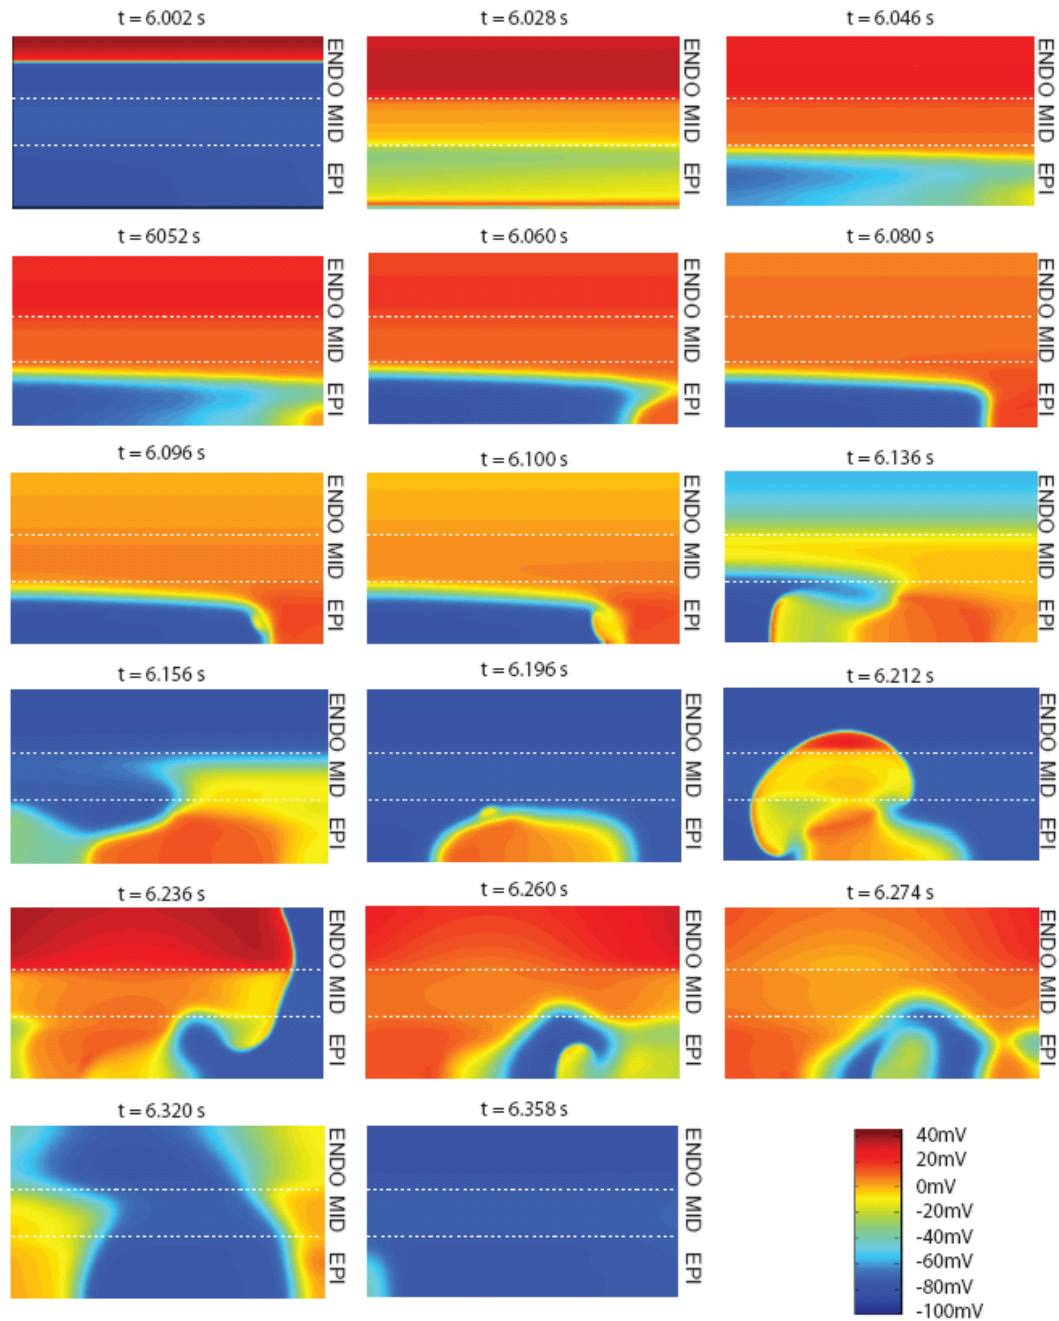 t = 6.002 s
t = 6.028 s
t = 6.046 s
ENDO MID EPI
ENDO MID EPI
ENDO MID EPI
t = 6052 s
t = 6.060 s
t = 6.080 s
ENDO MID EPI
ENDO MID EPI
ENDO MID EPI
t = 6.096 s
t = 6.100 s
t = 6.136 s
ENDO MID EPI
ENDO MID EPI
ENDO MID EPI
t = 6.156 s
t = 6.196 s
t = 6.212 s
ENDO MID EPI
ENDO MID EPI
ENDO MID EPI
t = 6.236 s
t = 6.260 s
t = 6.274 s
ENDO MID EPI
ENDO MID EPI
ENDO MID EPI
t = 6.320 s
t = 6.358 s
ENDO MID EPI
ENDO MID EPI
40mV
20mV
0mV
-20mV
-40mV
-60mV
-80mV
-100mV